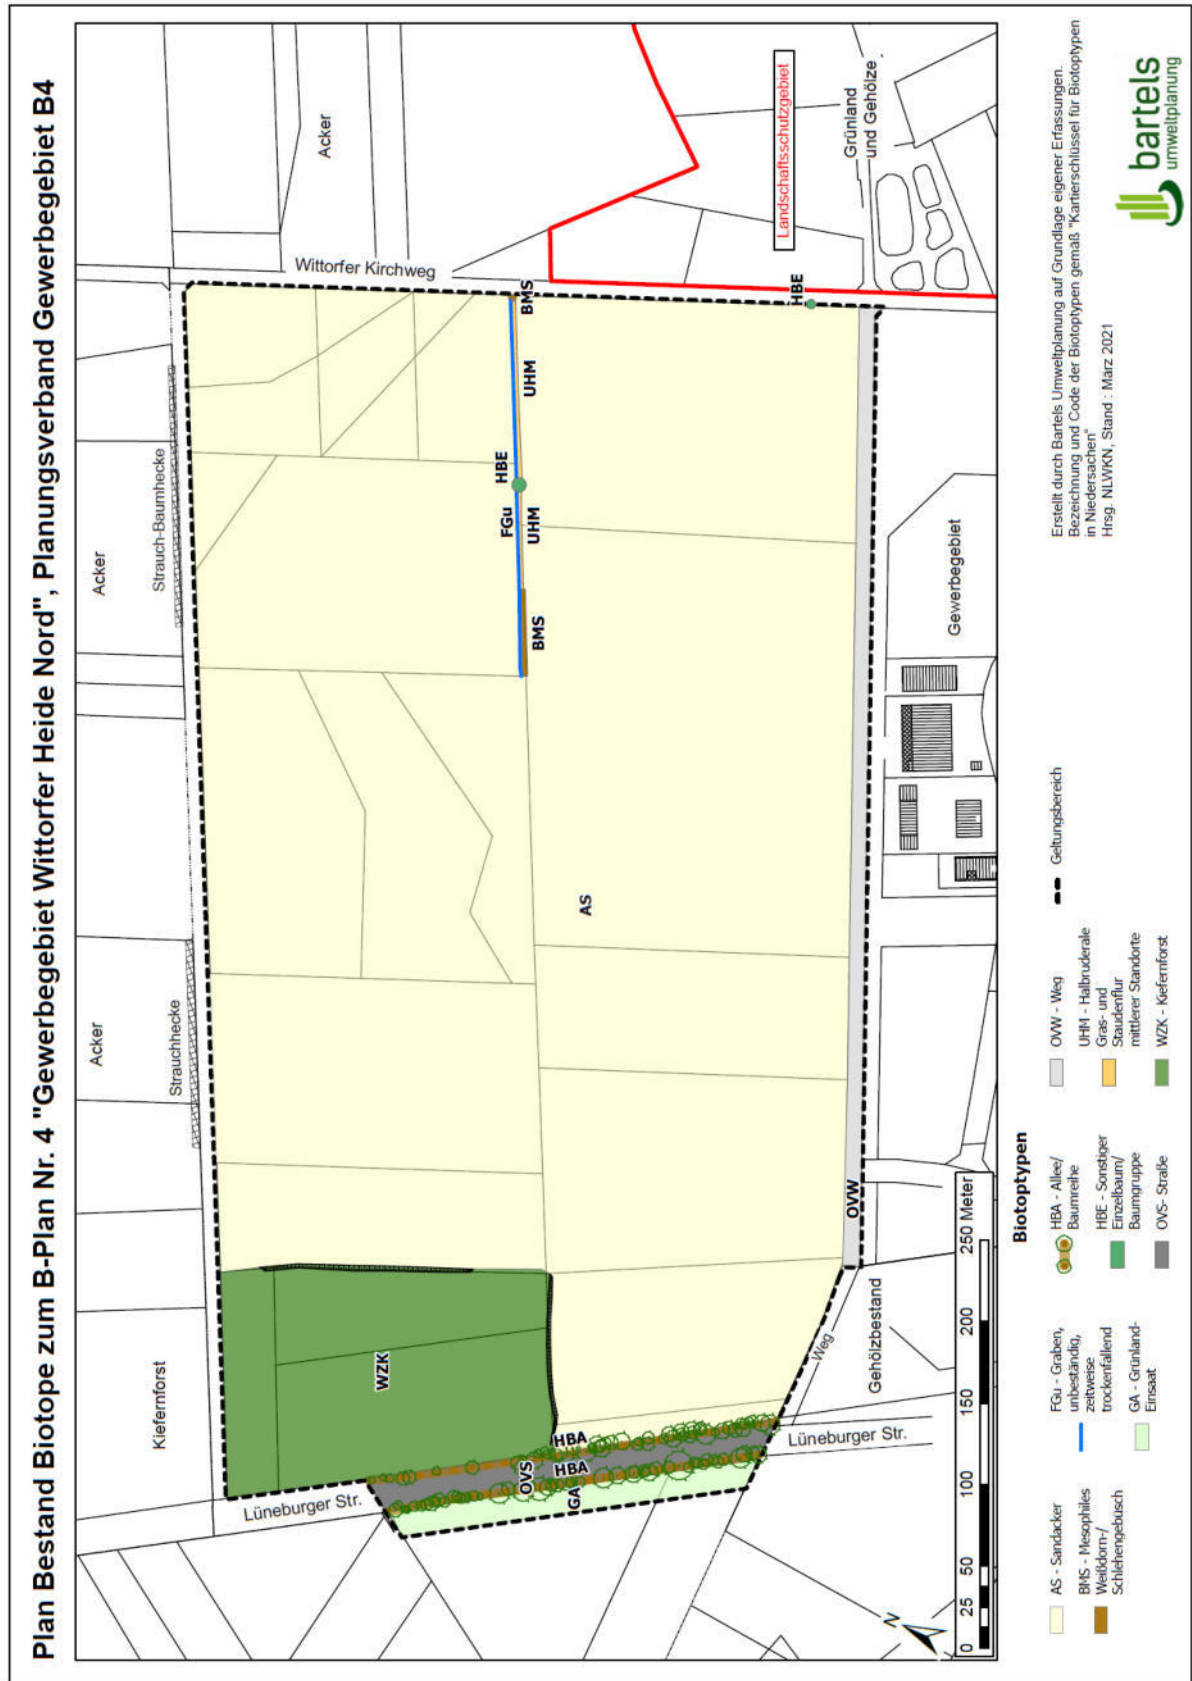 Plan Bestand Biotope zum B-Plan Nr. 4 "Gewerbegebiet Wittorfer Heide Nord", Planungsverband Gewerbegebiet B4
Kiefernforst
Acker
Acker
Acker
Strauchhecke
Strauch-Baumhecke
Wittorfer Kirchweg
Lüneburger Str.
WZK
FGu
HBE
BMS
UHM
UHM
BMS
AS
OVS
HBA
HBA
GA
Landschaftsschutzgebiet
HBE
Grünland
und Gehölze
Lüneburger Str.
Weg
OVW
Gehölzbestand
Gewerbegebiet
N
0 25 50 100 150 200 250 Meter
Biotoptypen
AS - Sandacker
BMS - Mesophiles
Weißdorn-/
Schlehengebüsch
FGu - Graben,
unbeständig,
zeitweise
trockenfallend
GA - Grünland-
Einsaat
HBA - Allee/
Baumreihe
HBE - Sonstiger
Einzelbaum/
Baumgruppe
OVS- Straße
OVW - Weg
UHM - Halbruderale
Gras- und
Staudenflur
mittlerer Standorte
WZK - Kiefernforst
Geltungsbereich
Erstellt durch Bartels Umweltplanung auf Grundlage eigener Erfassungen.
Bezeichnung und Code der Biotoptypen gemäß "Kartierschlüssel für Biotoptypen
in Niedersachen"
Hrsg. NLWKN, Stand : März 2021
bartels
umweltplanung